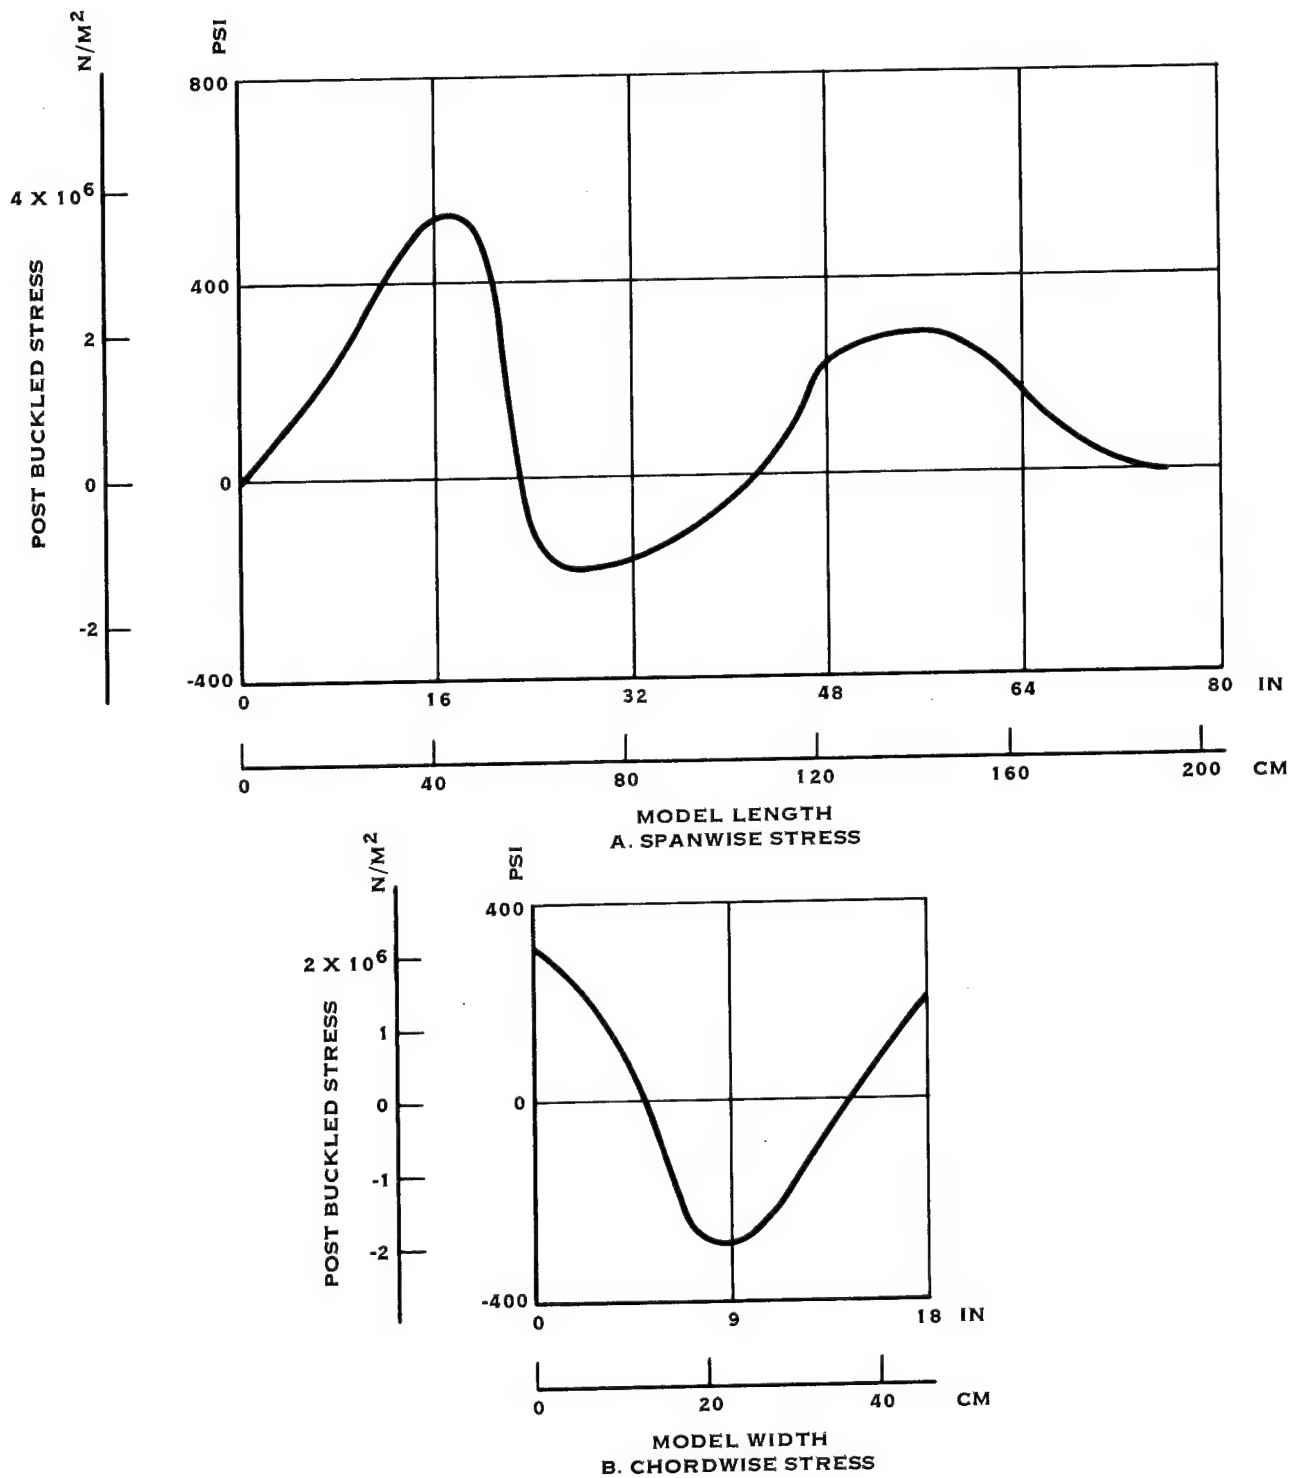 N/M²
PSI
800
4 X 10⁶
400
2
0
0
-2
-400
POST BUCKLED STRESS
0 16 32 48 64 80 IN
0 40 80 120 160 200 CM
MODEL LENGTH
A. SPANWISE STRESS
N/M²
PSI
400
2 X 10⁶
1
0
0
-1
-2
-400
POST BUCKLED STRESS
0 9 18 IN
0 20 40 CM
MODEL WIDTH
B. CHORDWISE STRESS